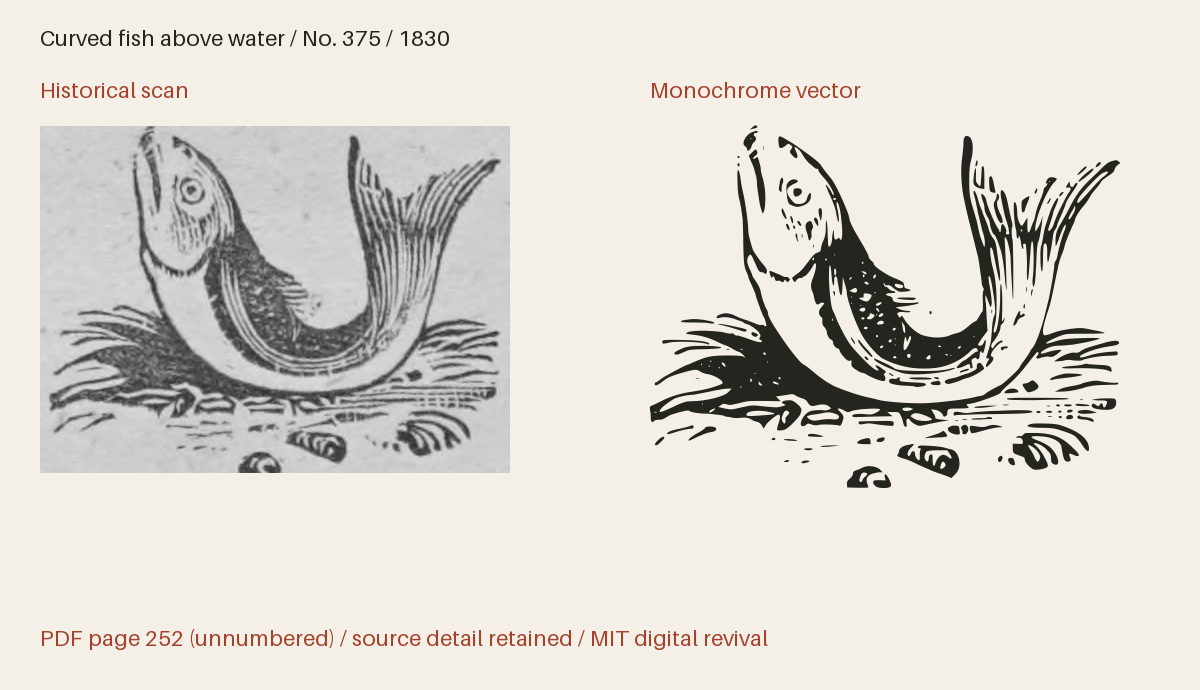 Curved fish above water / No. 375 / 1830
Historical scan
Monochrome vector
PDF page 252 (unnumbered) / source detail retained / MIT digital revival